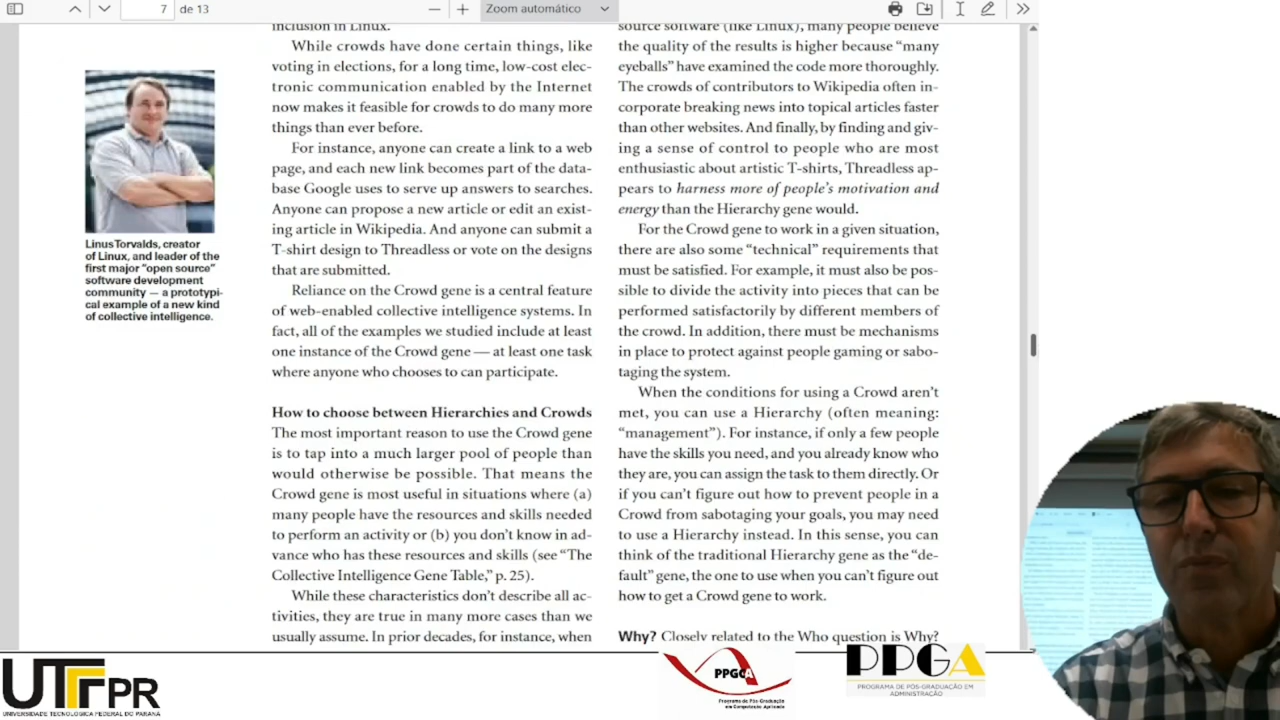 7 de 13
Zoom automático
inclusion in Linux.
While crowds have done certain things, like
voting in elections, for a long time, low-cost elec-
tronic communication enabled by the Internet
now makes it feasible for crowds to do many more
things than ever before.
For instance, anyone can create a link to a web
page, and each new link becomes part of the data-
base Google uses to serve up answers to searches.
Anyone can propose a new article or edit an exist-
ing article in Wikipedia. And anyone can submit a
T-shirt design to Threadless or vote on the designs
that are submitted.
Reliance on the Crowd gene is a central feature
of web-enabled collective intelligence systems. In
fact, all of the examples we studied include at least
one instance of the Crowd gene — at least one task
where anyone who chooses to can participate.
How to choose between Hierarchies and Crowds
The most important reason to use the Crowd gene
is to tap into a much larger pool of people than
would otherwise be possible. That means the
Crowd gene is most useful in situations where (a)
many people have the resources and skills needed
to perform an activity or (b) you don't know in ad-
vance who has the resources and skills (see “The
Collective Intelligence Gene Table,” p. 25).
While these characteristics don't describe all ac-
tivities, they are true in many more cases than we
usually assume. In prior decades, for instance, when
Linus Torvalds, creator
of Linux, and leader of the
first major “open source”
software development
community — a prototypi-
cal example of a new kind
of collective intelligence.
source software (like Linux), many people believe
the quality of the results is higher because “many
eyeballs” have examined the code more thoroughly.
The crowds of contributors to Wikipedia often in-
corporate breaking news into topical articles faster
than other websites. And finally, by finding and giv-
ing a sense of control to people who are most
enthusiastic about artistic T-shirts, Threadless ap-
pears to harness more of people's motivation and
energy than the Hierarchy gene would.
For the Crowd gene to work in a given situation,
there are also some “technical” requirements that
must be satisfied. For example, it must also be pos-
sible to divide the activity into pieces that can be
performed satisfactorily by different members of
the crowd. In addition, there must be mechanisms
in place to protect against people gaming or sabo-
taging the system.
When the conditions for using a Crowd aren't
met, you can use a Hierarchy (often meaning:
“management”). For instance, if only a few people
have the skills you need, and you already know who
they are, you can assign the task to them directly. Or
if you can't figure out how to prevent people in a
Crowd from sabotaging your goals, you may need
to use a Hierarchy instead. In this sense, you can
think of the traditional Hierarchy gene as the “de-
fault” gene, the one to use when you can't figure out
how to get a Crowd gene to work.
Why? Closely related to the Who question is Why?
UTFPR
UNIVERSIDADE TECNOLÓGICA FEDERAL DO PARANÁ
PPGCA
Programa de Pós-Graduação
em Computação Aplicada
PPGA
PROGRAMA DE PÓS-GRADUAÇÃO EM
ADMINISTRAÇÃO